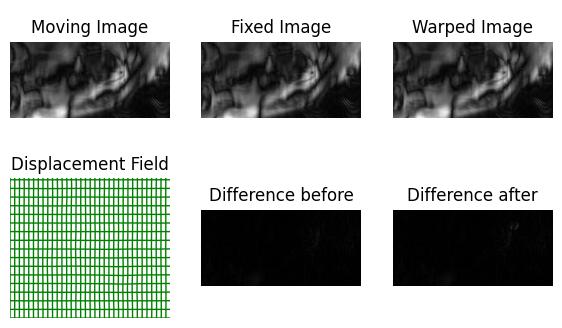 Moving Image
Fixed Image
Warped Image
Displacement Field
Difference before
Difference after